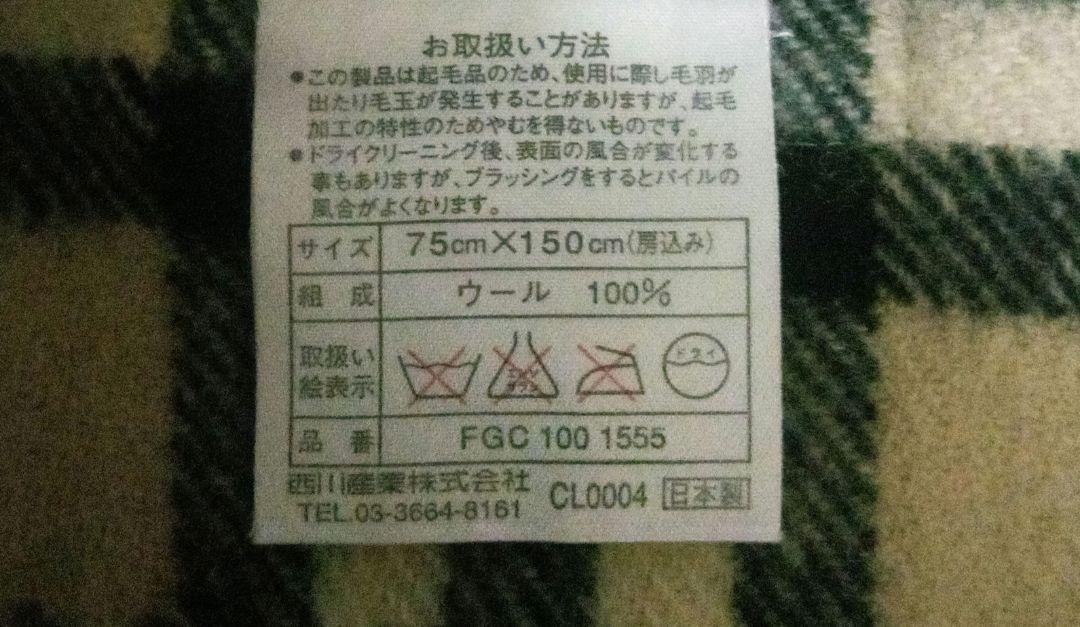 お取扱い方法
●この製品は起毛品のため、使用に際し毛羽が
出たり毛玉が発生することがありますが、起毛
加工の特性のためやむを得ないものです。
●ドライクリーニング後、表面の風合が変化する
事もありますが、ブラッシングをするとパイルの
風合がよくなります。
サイズ 75cm×150cm(房込み)
組成 ウール 100%
取扱い
絵表示
エンソ
サラシ
ドライ
品番 FGC 100 1555
西川産業株式会社 CL0004 日本製
TEL.03-3664-8161